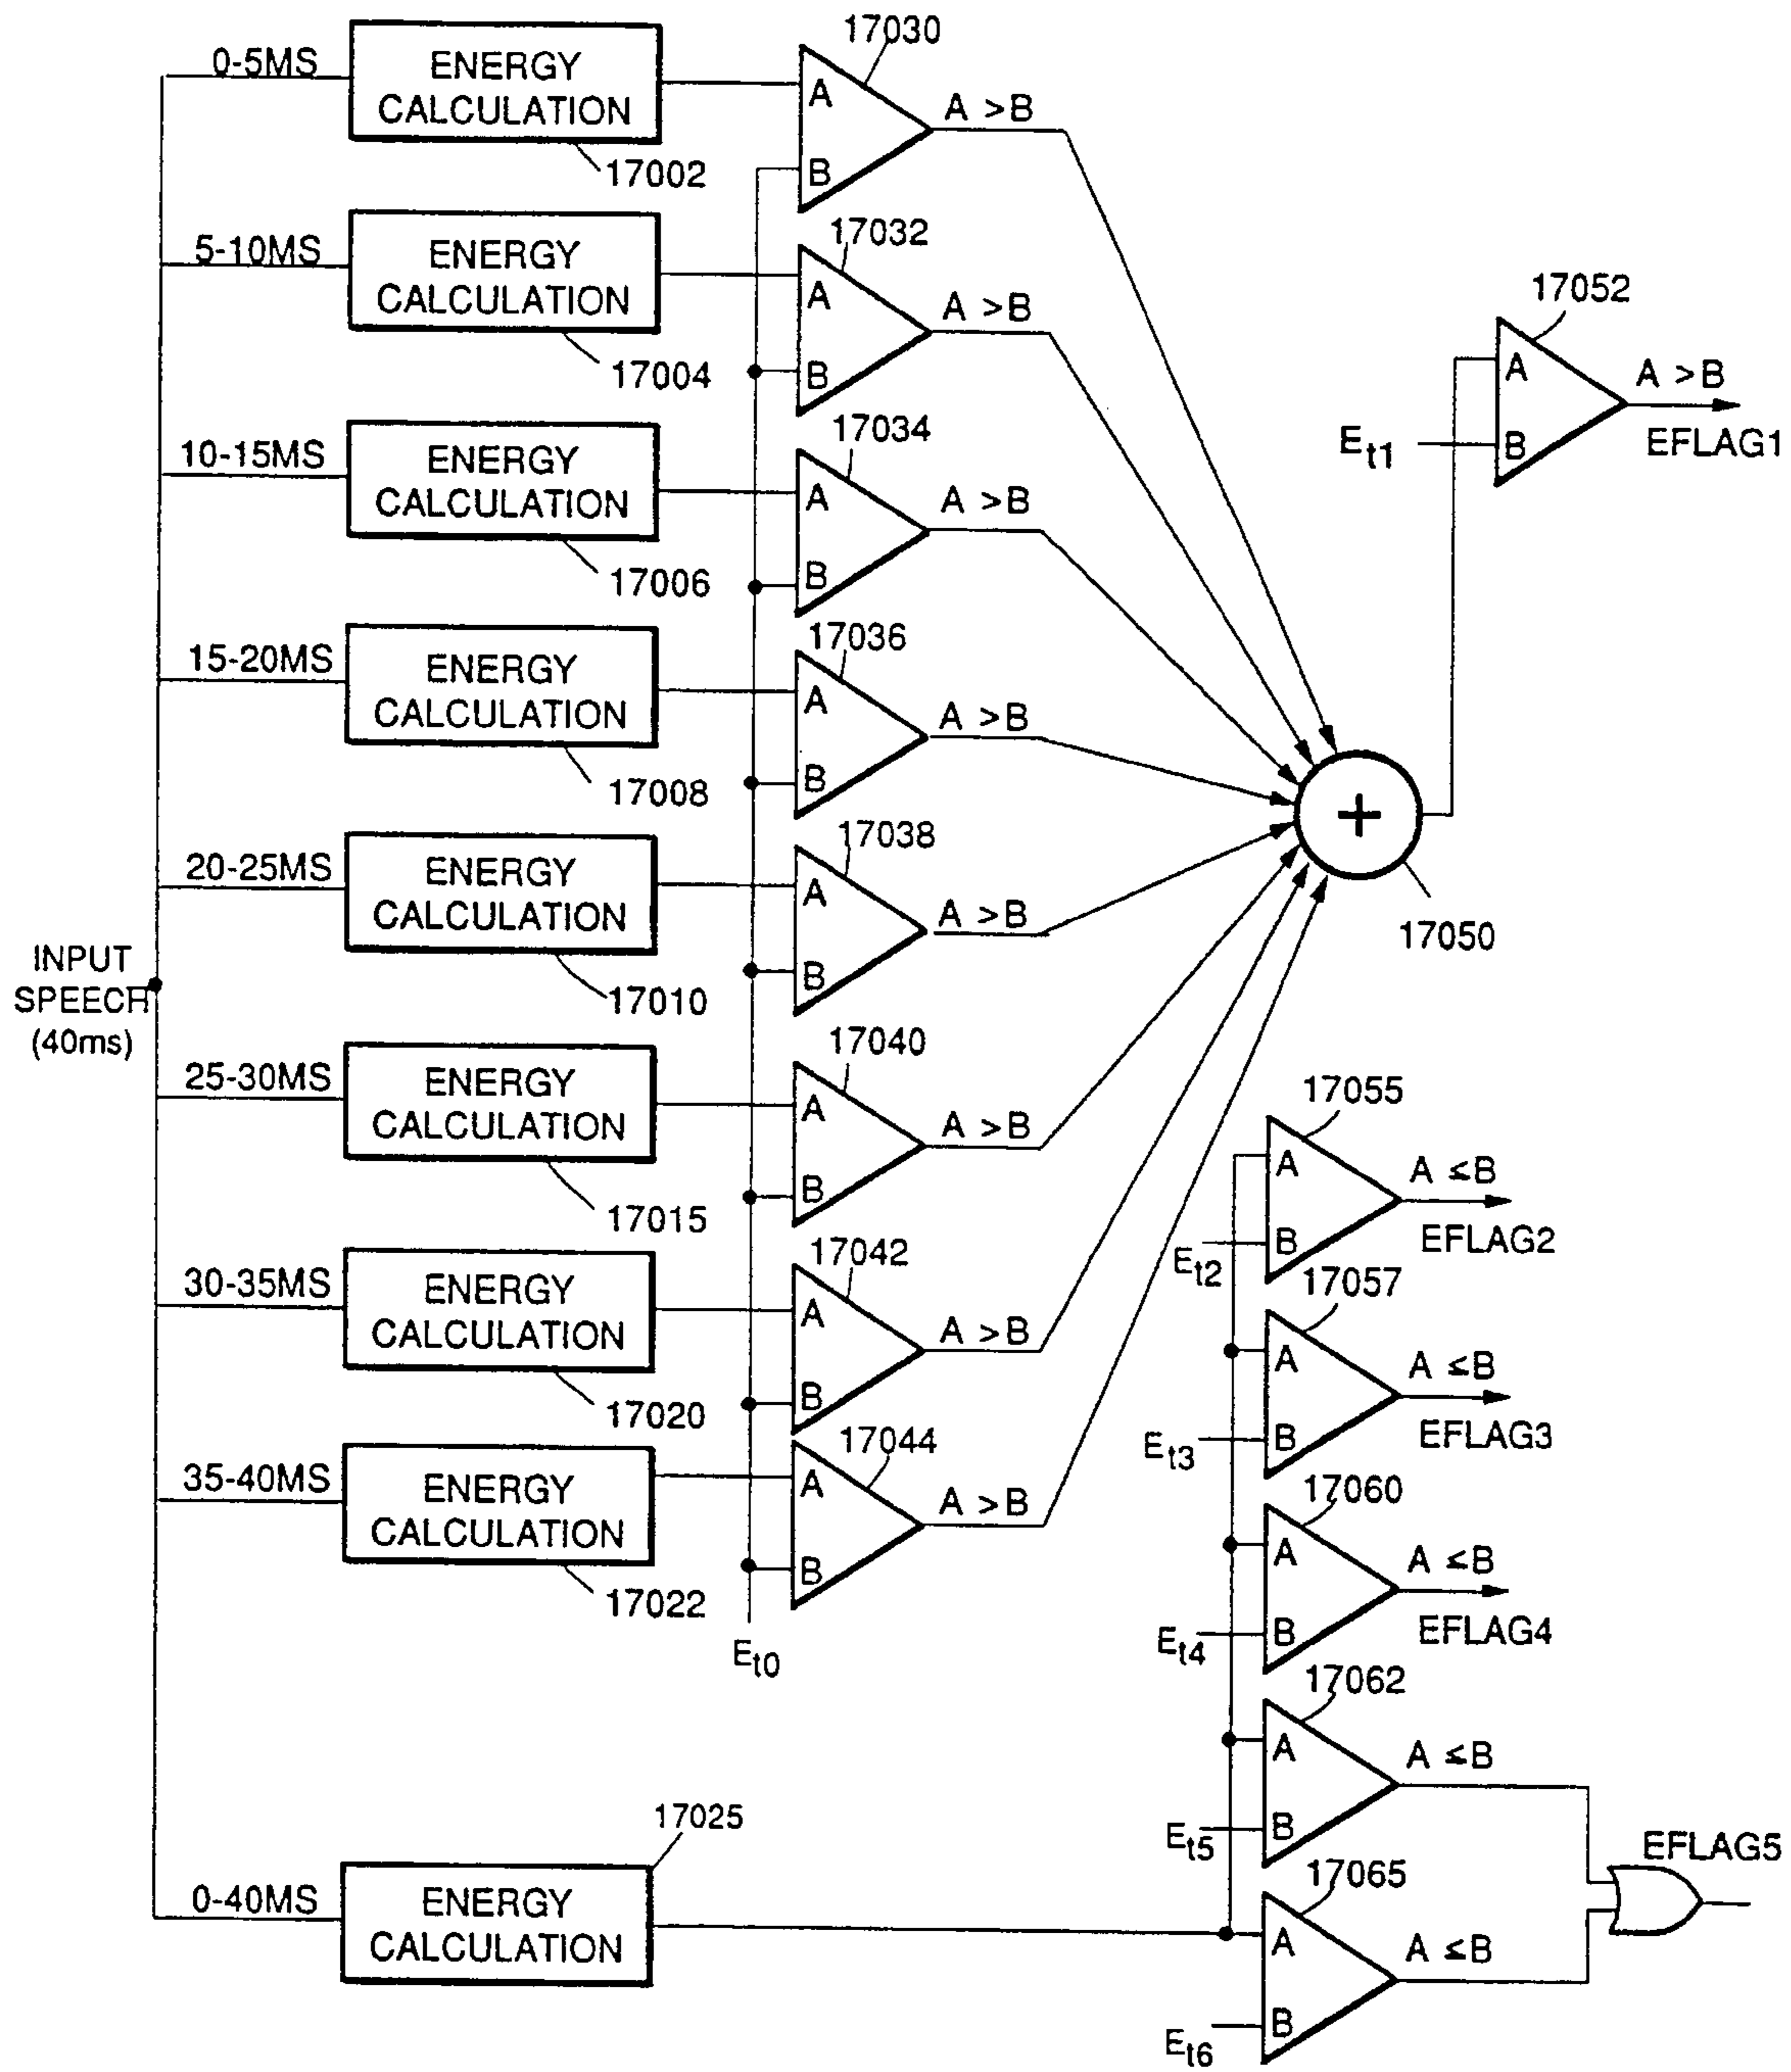 17030
0-5MS
ENERGY
CALCULATION
A
A >B
B
17002
17032
5-10MS
ENERGY
CALCULATION
A
A >B
B
17004
17052
A
A >B
Et1
B
EFLAG1
17034
10-15MS
ENERGY
CALCULATION
A
A >B
B
17006
17036
15-20MS
ENERGY
CALCULATION
A
A >B
B
17008
+
17050
17038
20-25MS
ENERGY
CALCULATION
A
A >B
B
17010
INPUT
SPEECH
(40ms)
17040
25-30MS
ENERGY
CALCULATION
A
A >B
B
17015
17055
A
A ≤B
B
Et2
EFLAG2
17042
30-35MS
ENERGY
CALCULATION
A
A >B
B
17020
17057
A
A ≤B
B
Et3
EFLAG3
17044
35-40MS
ENERGY
CALCULATION
A
A >B
B
17022
Et0
17060
A
A ≤B
B
Et4
EFLAG4
17062
A
A ≤B
B
Et5
17025
0-40MS
ENERGY
CALCULATION
17065
A
A ≤B
B
Et6
EFLAG5